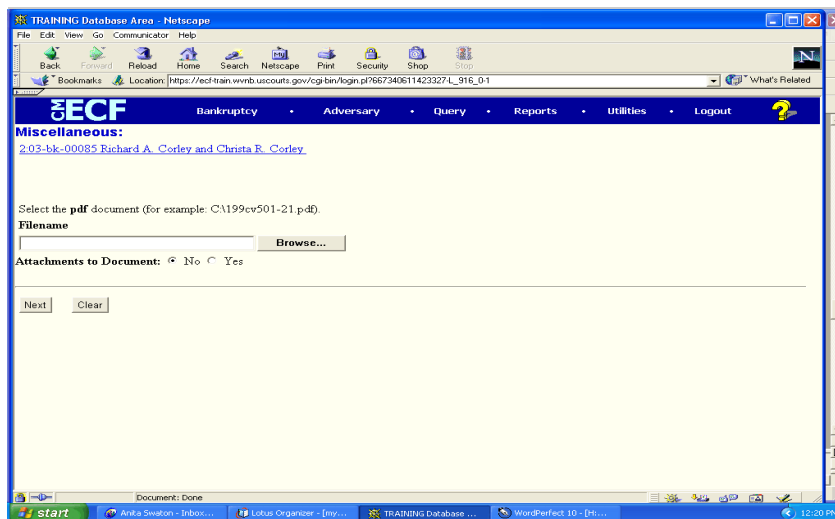 TRAINING Database Area - Netscape
File Edit View Go Communicator Help
Back Forward Reload Home Search Netscape Print Security Shop Stop
Bookmarks Location: https://ecf-train.wvnb.uscourts.gov/cgi-bin/login.pl?667340611423327-L_916_0-1 What's Related
CM ECF Bankruptcy • Adversary • Query • Reports • Utilities • Logout ?
Miscellaneous:
2:03-bk-00085 Richard A. Corley and Christa R. Corley
Select the pdf document (for example: C:\199cv501-21.pdf).
Filename
Browse...
Attachments to Document: No Yes
Next Clear
Document: Done
start Anita Swaton - Inbox... Lotus Organizer - [my... TRAINING Database ... WordPerfect 10 - [H:... 12:20 PM